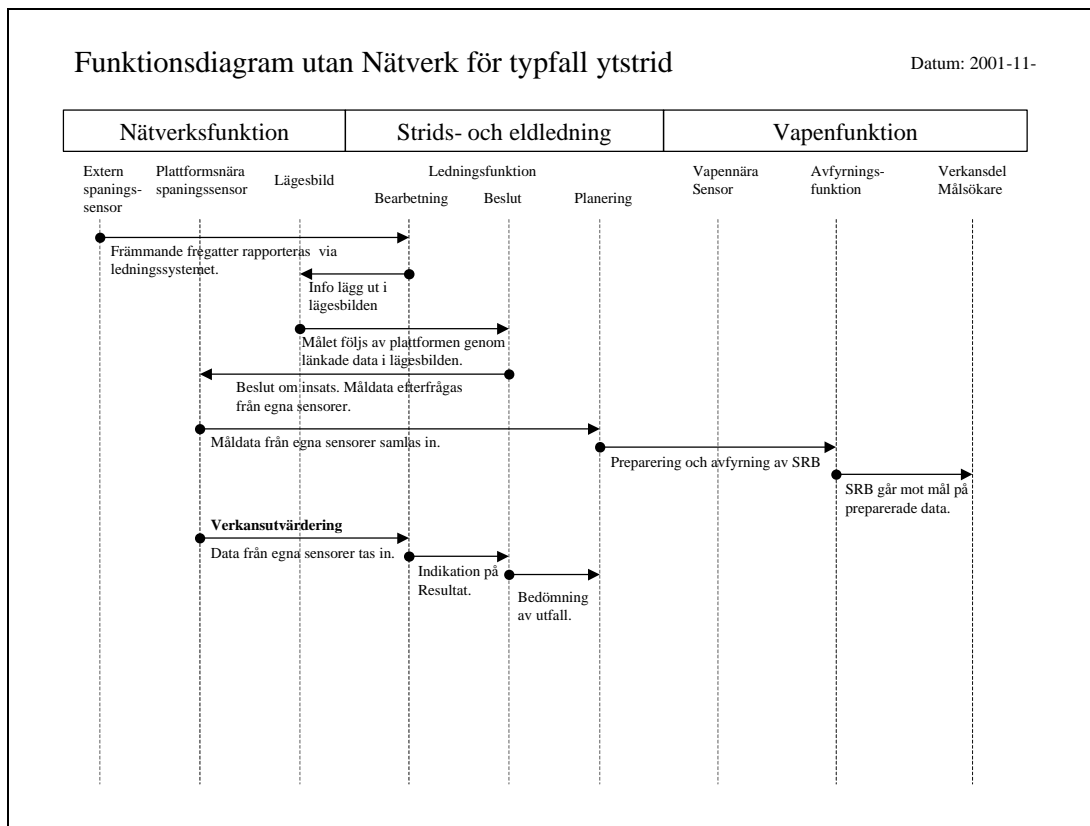 Funktionsdiagram utan Nätverk för typfall ytstrid
Datum: 2001-11-
Nätverksfunktion
Strids- och eldledning
Vapenfunktion
Extern
spanings-
sensor
Plattformsnära
spaningssensor
Lägesbild
Ledningsfunktion
Bearbetning
Beslut
Planering
Vapennära
Sensor
Avfyrnings-
funktion
Verkansdel
Målsökare
Främmande fregatter rapporteras via
ledningssystemet.
Info lägg ut i
lägesbilden
Målet följs av plattformen genom
länkade data i lägesbilden.
Beslut om insats. Måldata efterfrågas
från egna sensorer.
Måldata från egna sensorer samlas in.
Preparering och avfyrning av SRB
SRB går mot mål på
preparerade data.
Verkansutvärdering
Data från egna sensorer tas in.
Indikation på
Resultat.
Bedömning
av utfall.